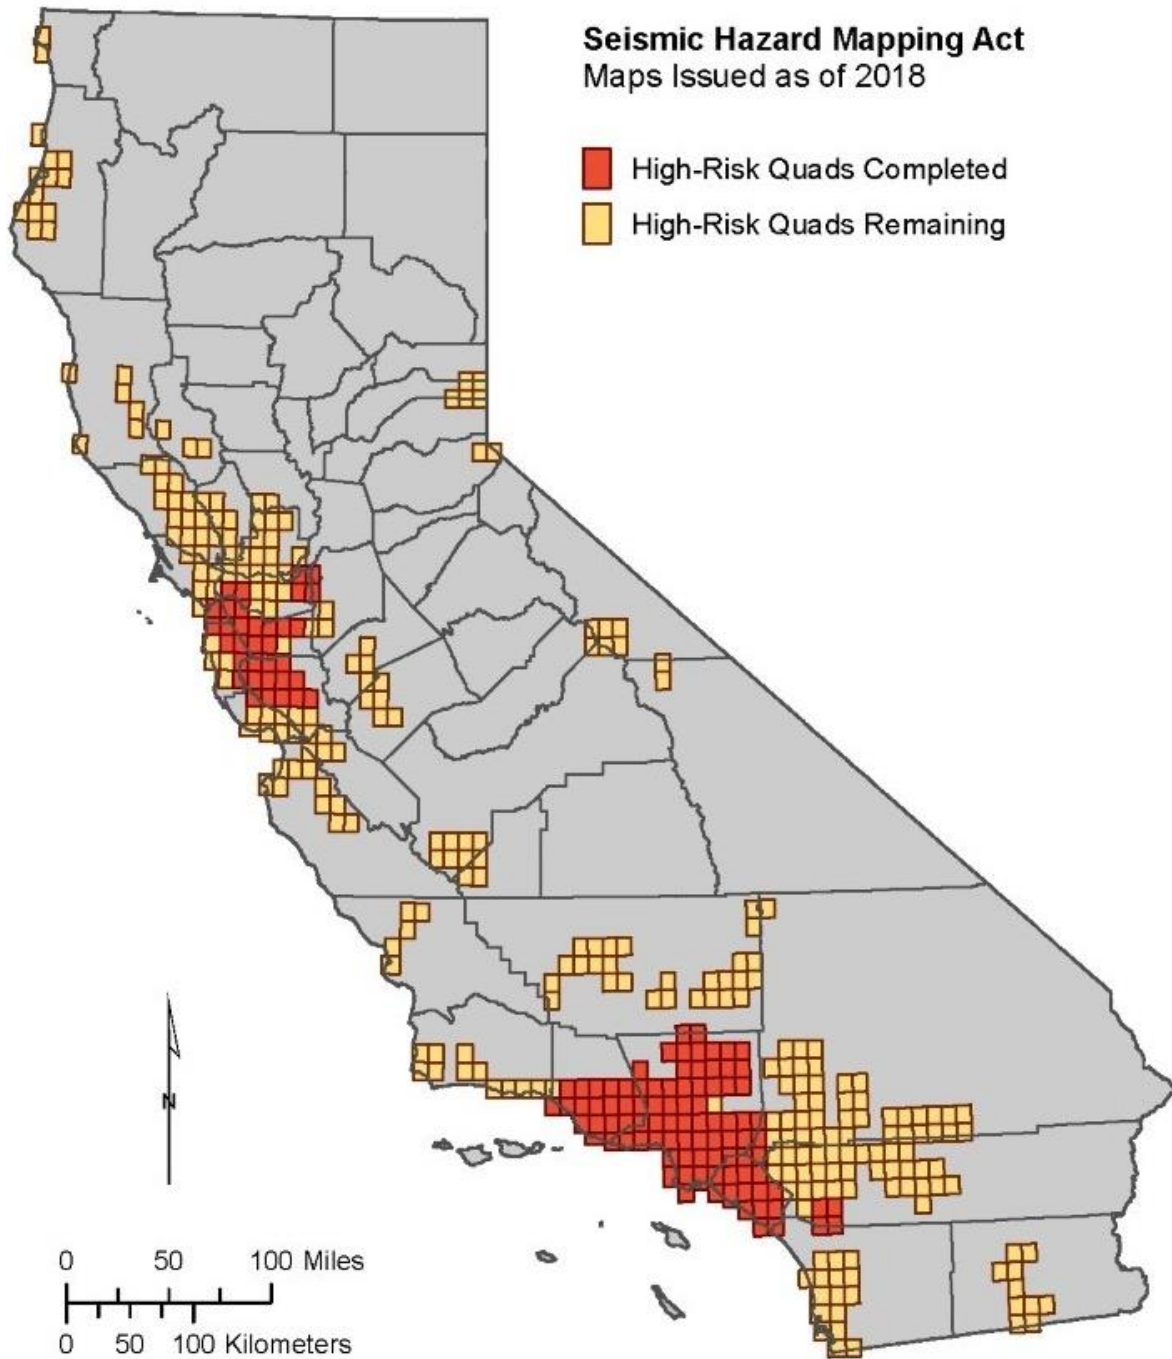 Seismic Hazard Mapping Act
Maps Issued as of 2018
High-Risk Quads Completed
High-Risk Quads Remaining
N
0 50 100 Miles
0 50 100 Kilometers